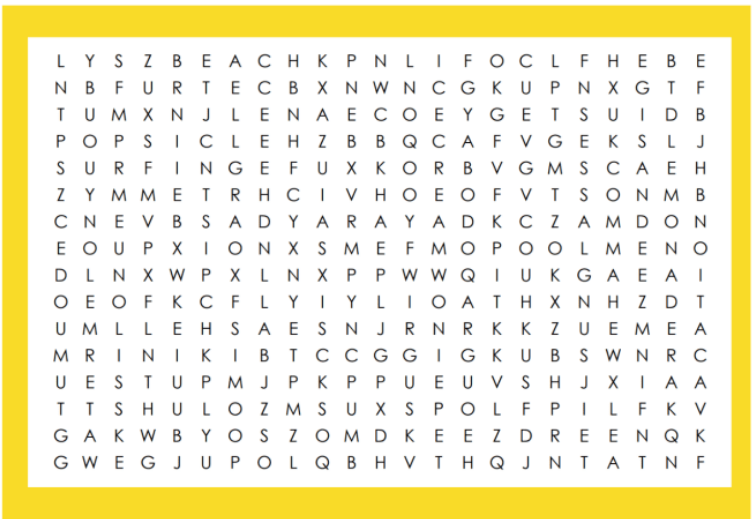 L Y S Z B E A C H K P N L I F O C L F H E B E
N B F U R T E C B X N W N C G K U P N X G T F
T U M X N J L E N A E C O E Y G E T S U I D B
P O P S I C L E H Z B B Q C A F V G E K S L J
S U R F I N G E F U X K O R B V G M S C A E H
Z Y M M E T R H C I V H O E O F V T S O N M B
C N E V B S A D Y A R A Y A D K C Z A M D O N
E O U P X I O N X S M E F M O P O O L M E N O
D L N X W P X L N X P P W W Q I U K G A E A I
O E O F K C F L Y I Y L I O A T H X N H Z D T
U M L L E H S A E S N J R N R K K Z U E M E A
M R I N I K I B T C C G G I G K U B S W N R C
U E S T U P M J P K P P U E U V S H J X I A A
T T S H U L O Z M S U X S P O L F P I L F K V
G A K W B Y O S Z O M D K E E Z D R E E N Q K
G W E G J U P O L Q B H V T H Q J N T A T N F